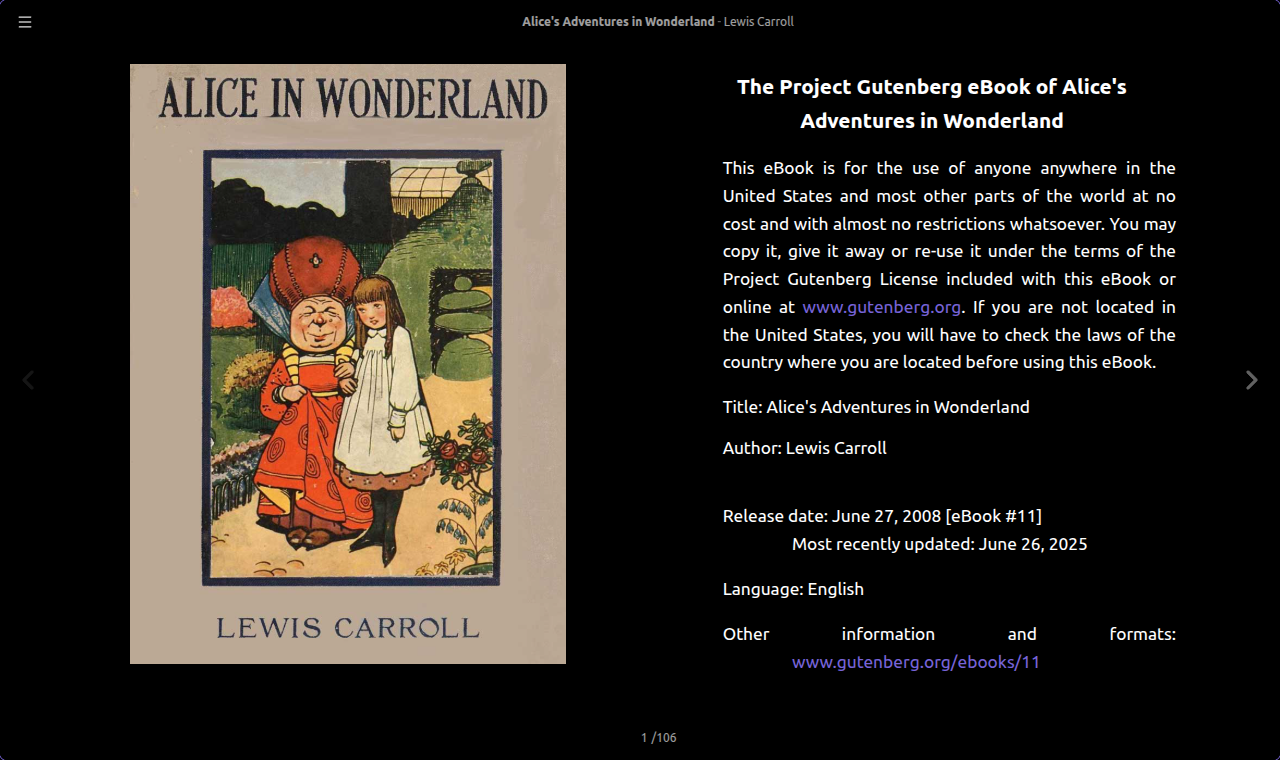 Alice's Adventures in Wonderland - Lewis Carroll
ALICE IN WONDERLAND
LEWIS CARROLL
The Project Gutenberg eBook of Alice's
Adventures in Wonderland
This eBook is for the use of anyone anywhere in the
United States and most other parts of the world at no
cost and with almost no restrictions whatsoever. You may
copy it, give it away or re-use it under the terms of the
Project Gutenberg License included with this eBook or
online at www.gutenberg.org. If you are not located in
the United States, you will have to check the laws of the
country where you are located before using this eBook.
Title: Alice's Adventures in Wonderland
Author: Lewis Carroll
Release date: June 27, 2008 [eBook #11]
Most recently updated: June 26, 2025
Language: English
Other information and formats:
www.gutenberg.org/ebooks/11
1 /106